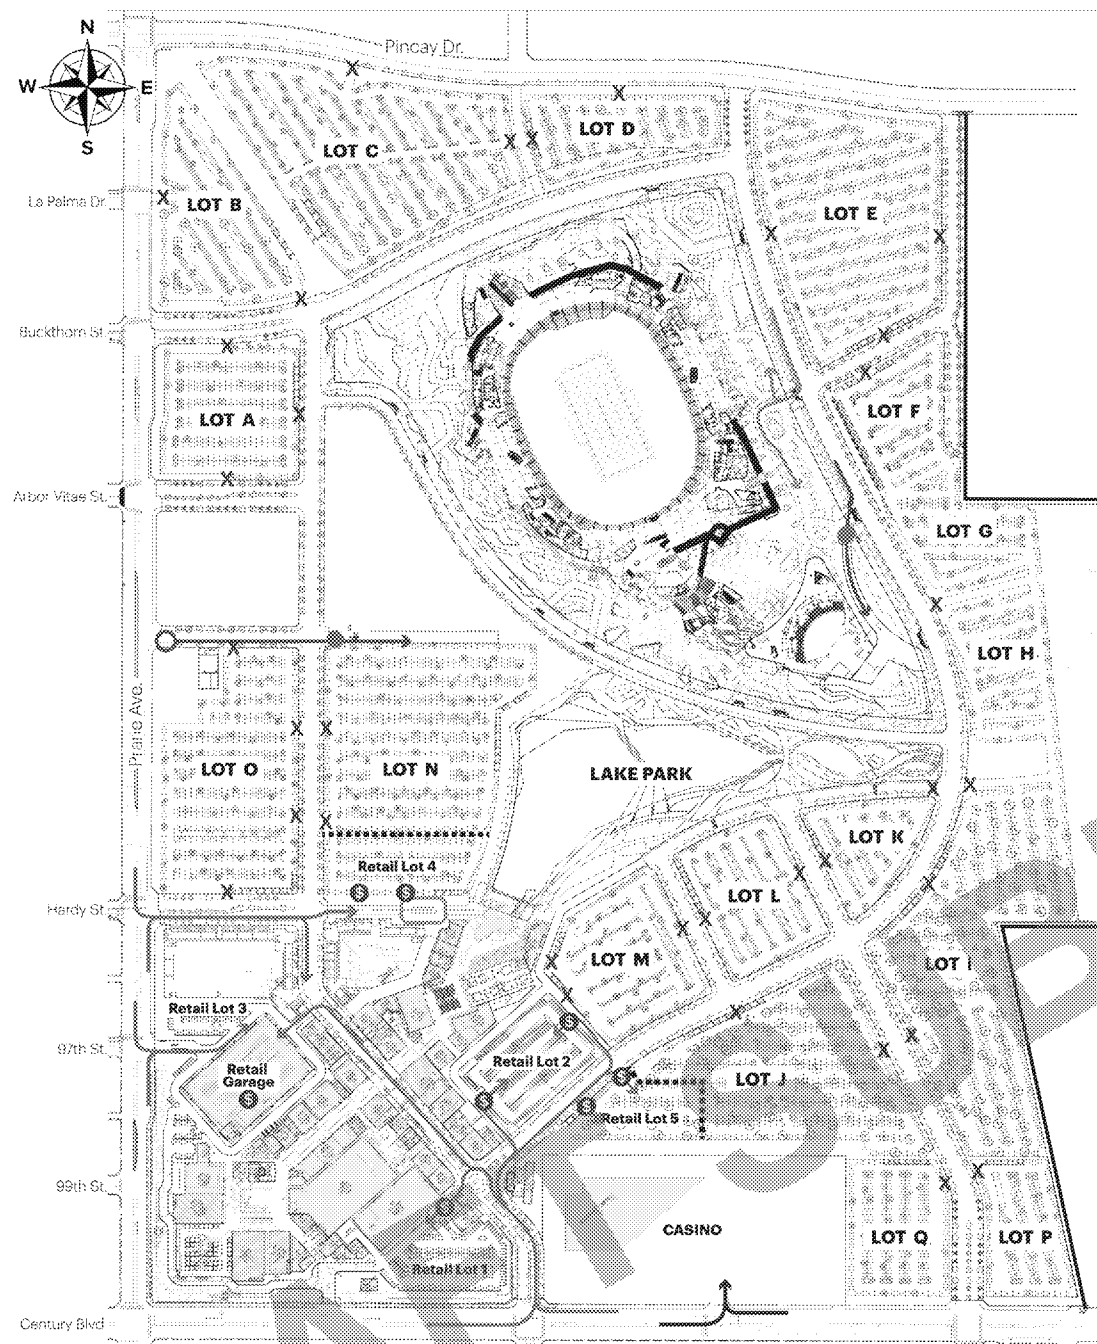 N
Pincay Dr.
W
E
S
LOT D
LOT C
La Palma Dr.
LOT B
LOT E
Buckthorn St.
LOT A
LOT F
Arbor Vitae St.
LOT G
LOT H
Prarie Ave.
LOT O
LOT N
LAKE PARK
LOT K
Retail Lot 4
LOT L
Hardy St.
LOT M
LOT I
Retail Lot 3
97th St.
Retail Lot 2
Retail
Garage
LOT J
Retail Lot 5
99th St.
CASINO
LOT Q
LOT P
Retail Lot 1
Century Blvd